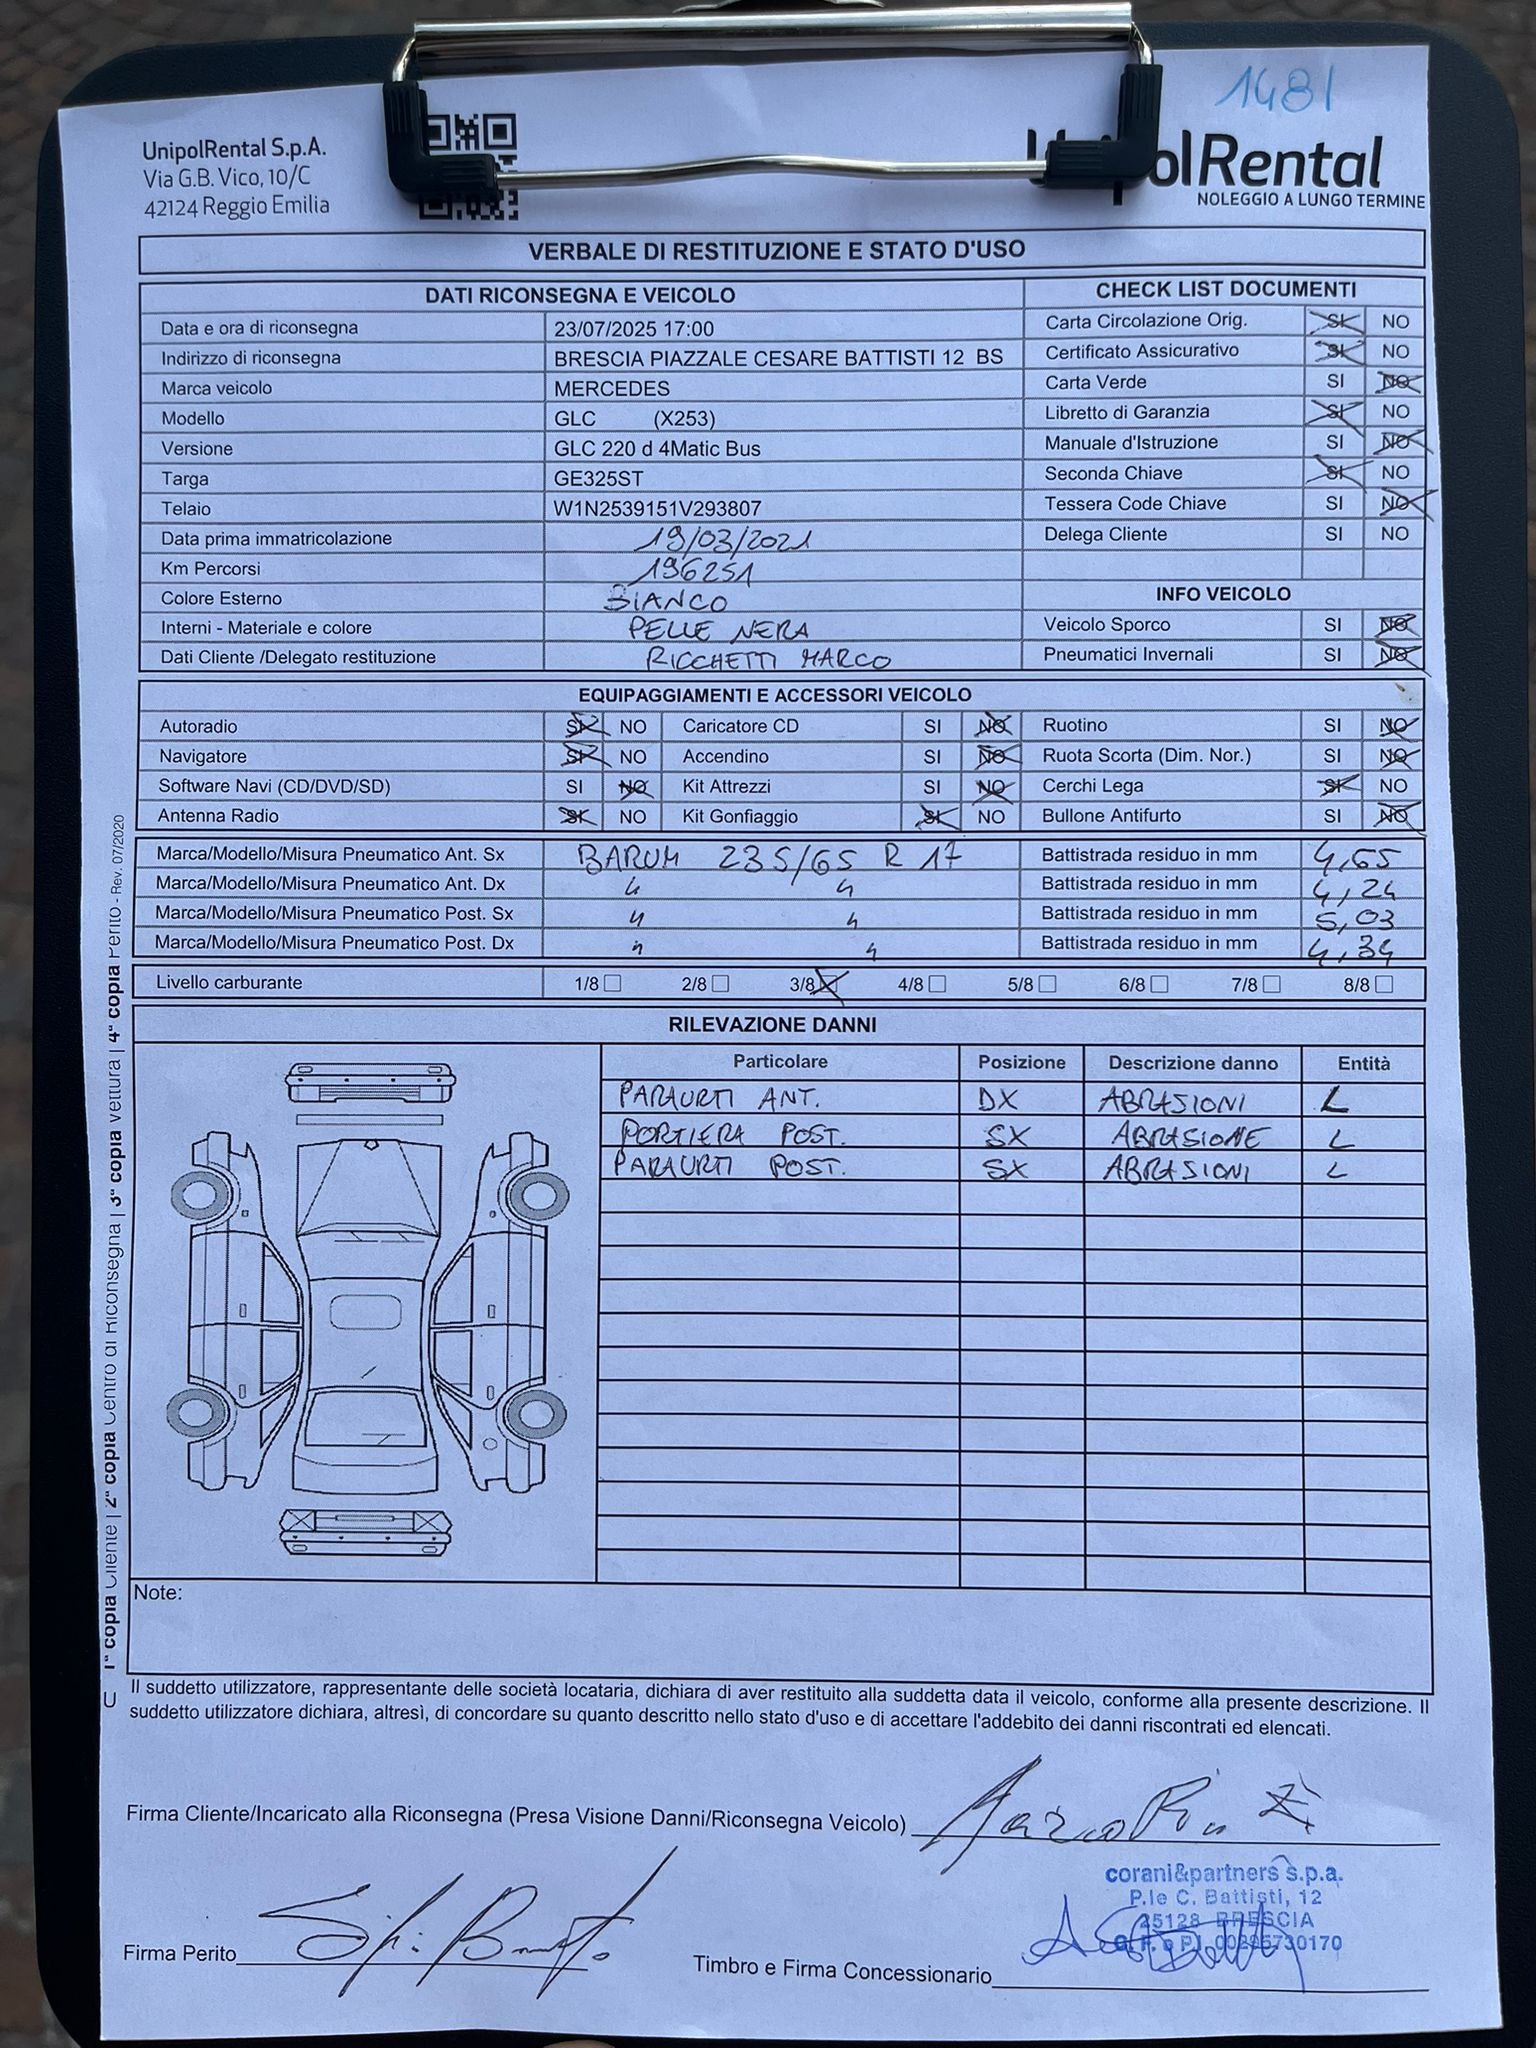 1481
UnipolRental S.p.A.
Via G.B. Vico, 10/C
42124 Reggio Emilia
polRental
NOLEGGIO A LUNGO TERMINE
VERBALE DI RESTITUZIONE E STATO D'USO
DATI RICONSEGNA E VEICOLO
Data e ora di riconsegna 23/07/2025 17:00
Indirizzo di riconsegna BRESCIA PIAZZALE CESARE BATTISTI 12 BS
Marca veicolo MERCEDES
Modello GLC (X253)
Versione GLC 220 d 4Matic Bus
Targa GE325ST
Telaio W1N2539151V293807
Data prima immatricolazione 19/03/2021
Km Percorsi 196251
Colore Esterno BIANCO
Interni - Materiale e colore PELLE NERA
Dati Cliente /Delegato restituzione RICCHETTI MARCO
CHECK LIST DOCUMENTI
Carta Circolazione Orig. SI NO
Certificato Assicurativo SI NO
Carta Verde SI NO
Libretto di Garanzia SI NO
Manuale d'Istruzione SI NO
Seconda Chiave SI NO
Tessera Code Chiave SI NO
Delega Cliente SI NO
INFO VEICOLO
Veicolo Sporco SI NO
Pneumatici Invernali SI NO
EQUIPAGGIAMENTI E ACCESSORI VEICOLO
Autoradio SI NO Caricatore CD SI NO Ruotino SI NO
Navigatore SI NO Accendino SI NO Ruota Scorta (Dim. Nor.) SI NO
Software Navi (CD/DVD/SD) SI NO Kit Attrezzi SI NO Cerchi Lega SI NO
Antenna Radio SI NO Kit Gonfiaggio SI NO Bullone Antifurto SI NO
Marca/Modello/Misura Pneumatico Ant. Sx BARUM 235/65 R 17 Battistrada residuo in mm 4,65
Marca/Modello/Misura Pneumatico Ant. Dx " " Battistrada residuo in mm 4,24
Marca/Modello/Misura Pneumatico Post. Sx " " Battistrada residuo in mm 5,03
Marca/Modello/Misura Pneumatico Post. Dx " " Battistrada residuo in mm 4,34
Livello carburante 1/8 2/8 3/8 4/8 5/8 6/8 7/8 8/8
RILEVAZIONE DANNI
Particolare Posizione Descrizione danno Entità
PARAURTI ANT. DX ABRASIONI L
PORTIERA POST. SX ABRASIONE L
PARAURTI POST. SX ABRASIONI L
Note:
1ª copia Cliente | 2ª copia Centro di Riconsegna | 3ª copia vettura | 4ª copia Perito - Rev. 07/2020
Il suddetto utilizzatore, rappresentante delle società locataria, dichiara di aver restituito alla suddetta data il veicolo, conforme alla presente descrizione. Il
suddetto utilizzatore dichiara, altresì, di concordare su quanto descritto nello stato d'uso e di accettare l'addebito dei danni riscontrati ed elencati.
Firma Cliente/Incaricato alla Riconsegna (Presa Visione Danni/Riconsegna Veicolo)
corani&partners s.p.a.
P.le C. Battisti, 12
25128 BRESCIA
C.F. e P.I. 00295730170
Firma Perito
Timbro e Firma Concessionario